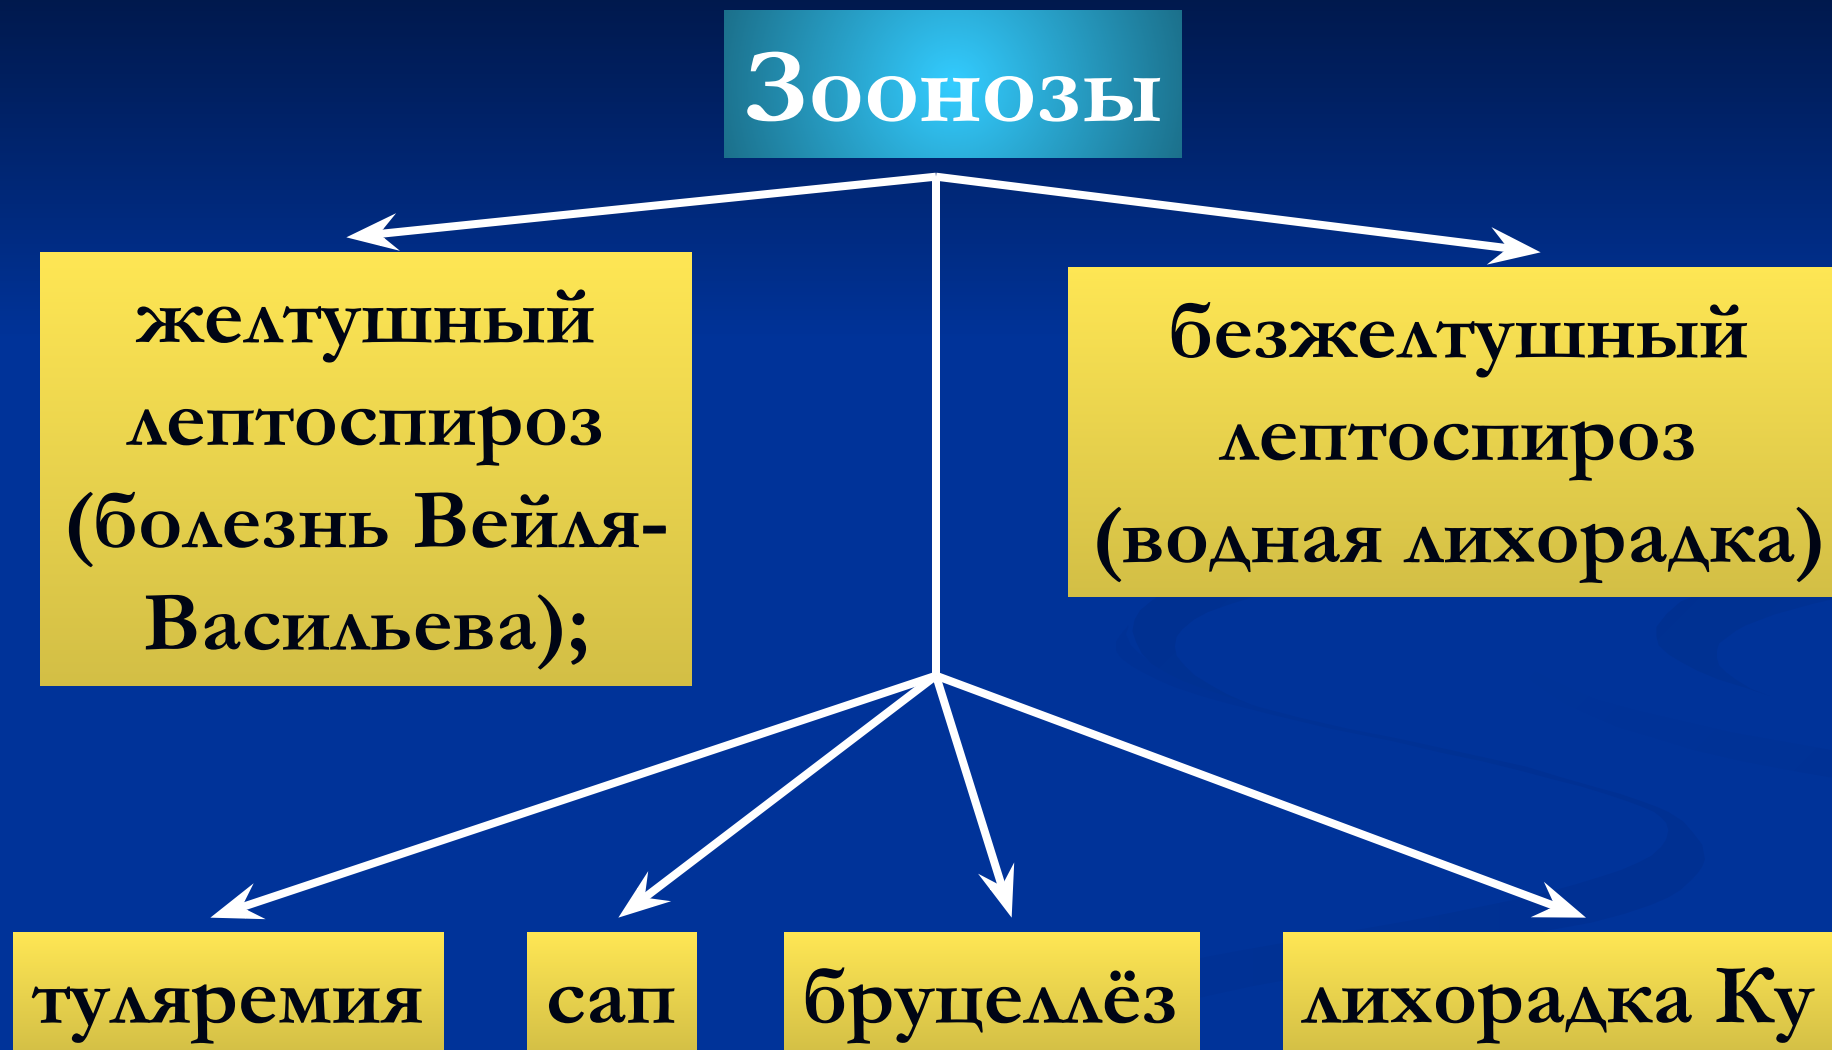 Зоонозы
желтушный
лептоспироз
(болезнь Вейля-
Васильева);
безжелтушный
лептоспироз
(водная лихорадка)
туляремия
сап
бруцеллёз
лихорадка Ку